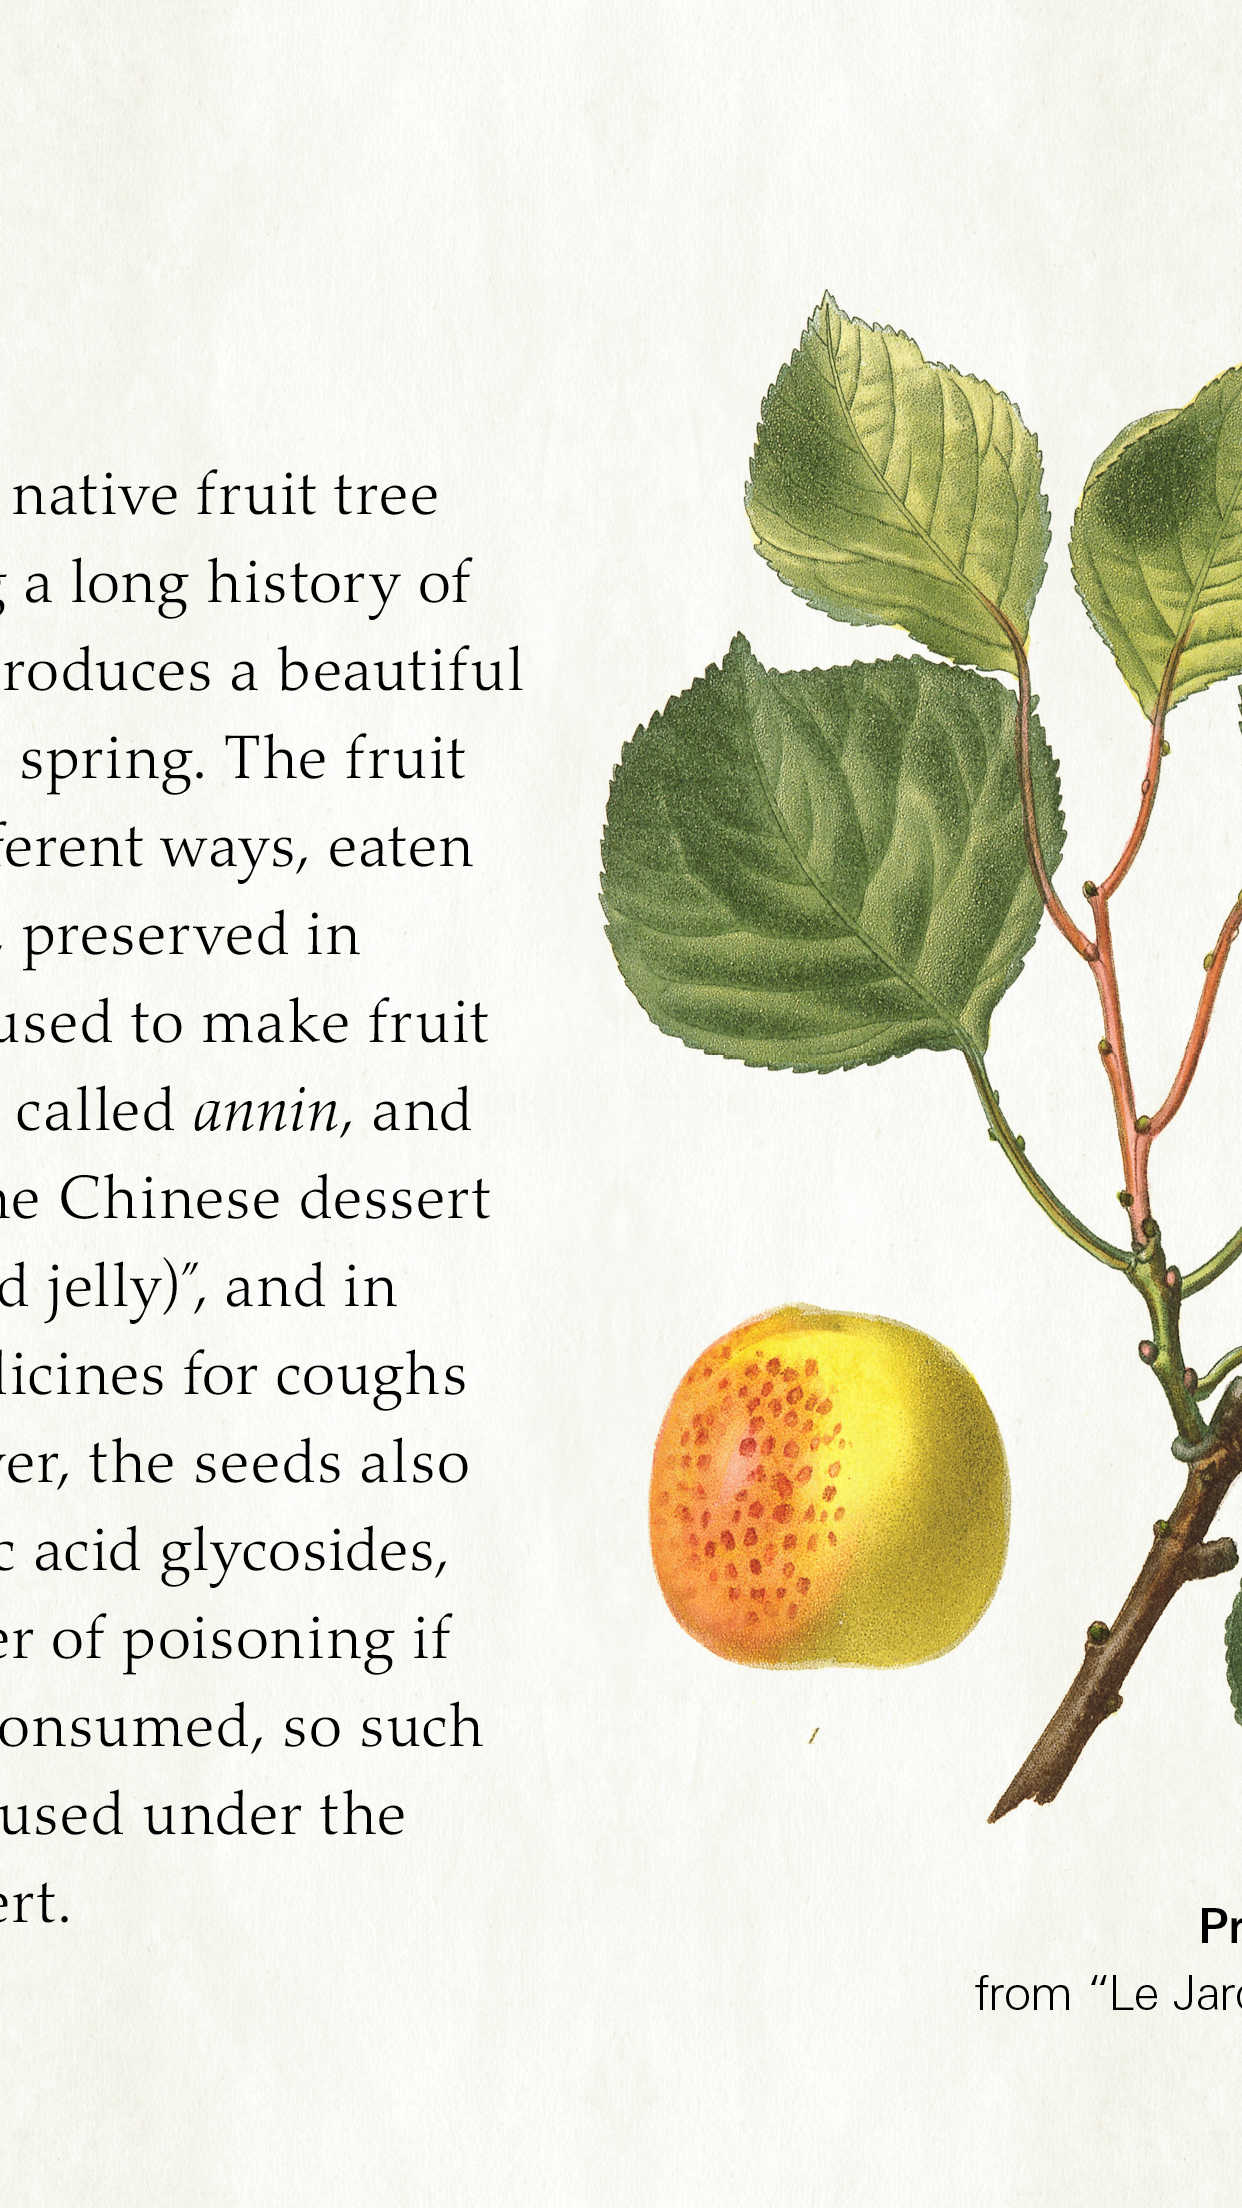 native fruit tree
g a long history of
roduces a beautiful
spring. The fruit
ferent ways, eaten
, preserved in
used to make fruit
called annin, and
he Chinese dessert
d jelly)”, and in
licines for coughs
ver, the seeds also
c acid glycosides,
er of poisoning if
onsumed, so such
used under the
ert.
Pr
from “Le Jard